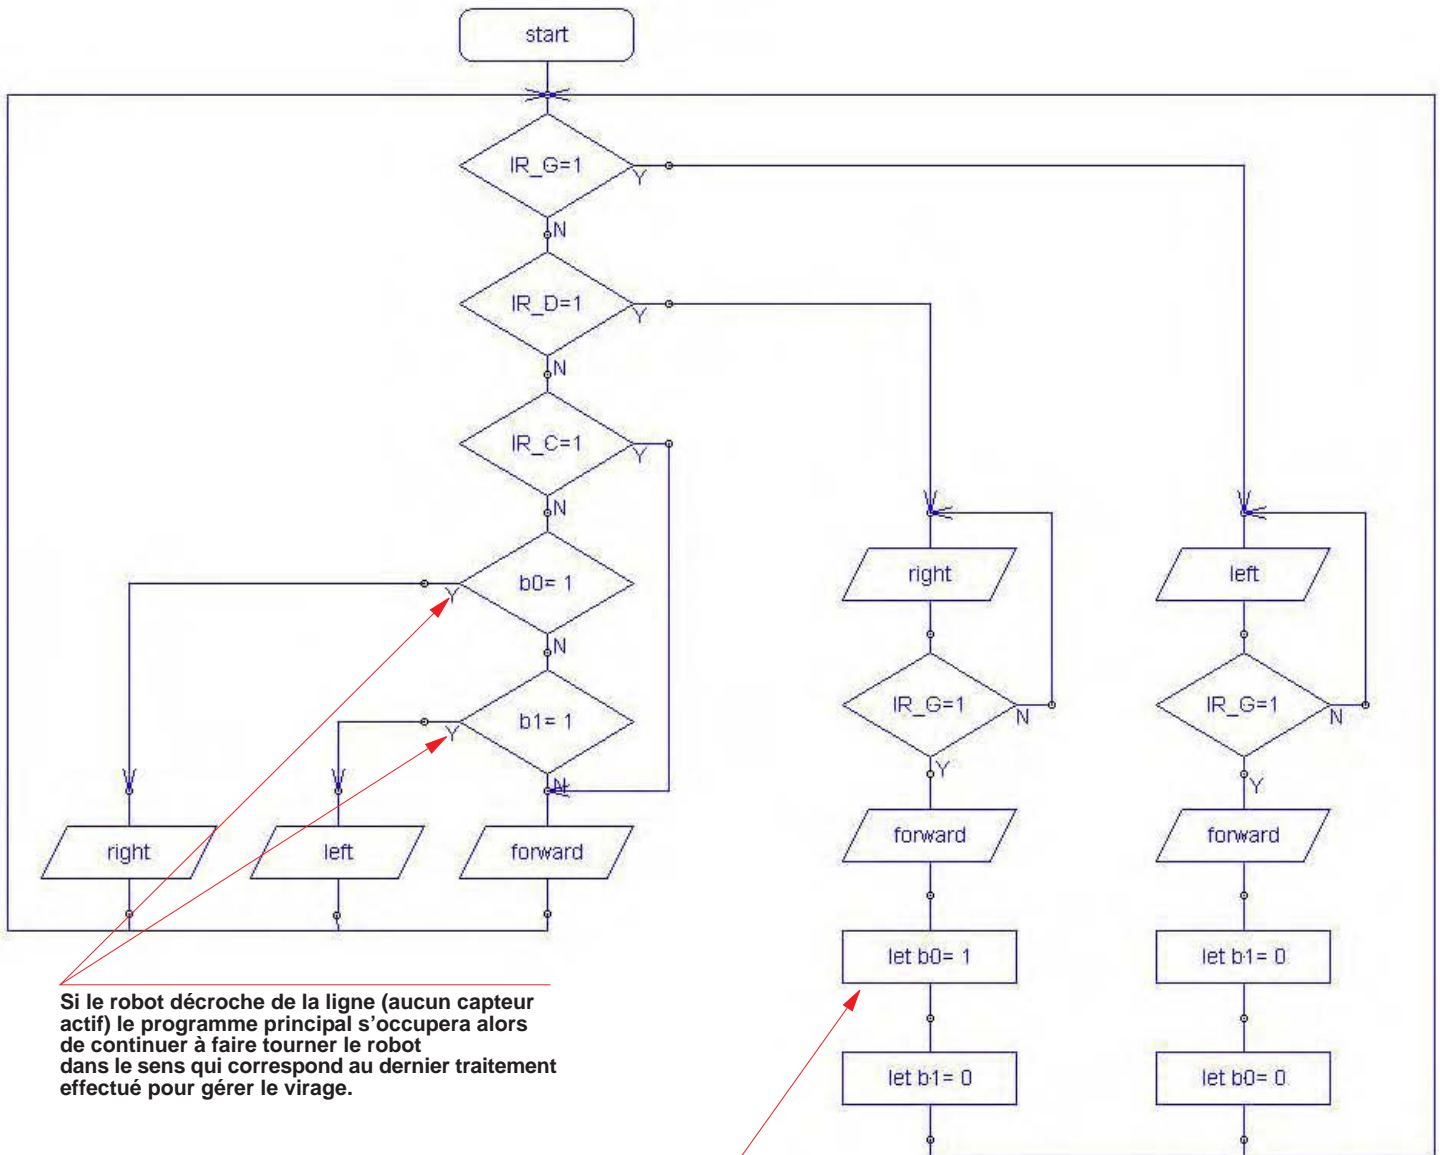 start
IR_G=1
Y
N
IR_D=1
Y
N
IR_C=1
Y
N
b0= 1
Y
N
b1= 1
Y
N
right
left
forward
right
IR_G=1
N
Y
forward
let b0= 1
let b1= 0
left
IR_G=1
N
Y
forward
let b1= 0
let b0= 0
Si le robot décroche de la ligne (aucun capteur
actif) le programme principal s'occupera alors
de continuer à faire tourner le robot
dans le sens qui correspond au dernier traitement
effectué pour gérer le virage.